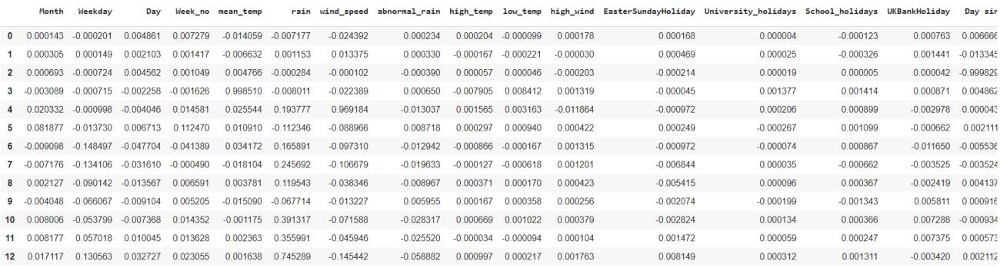 Month Weekday Day Week_no mean_temp rain wind_speed abnormal_rain high_temp low_temp high_wind EasterSundayHoliday University_holidays School_holidays UKBankHoliday Day sin
0 0.000143 -0.000201 0.004861 0.007279 -0.014059 -0.007177 -0.024392 0.000234 0.000204 -0.000099 0.000178 0.000168 0.000004 -0.000123 0.000763 0.006666
1 0.000305 0.000149 0.002103 0.001417 -0.006632 0.001153 0.013375 0.000330 -0.000167 -0.000221 -0.000030 0.000469 0.000025 -0.000326 0.001441 -0.013345
2 0.000693 -0.000724 0.004562 0.001049 0.004766 -0.000284 -0.000102 -0.000390 0.000057 0.000046 -0.000203 -0.000214 0.000019 0.000005 0.000042 -0.999829
3 -0.003089 -0.000715 -0.002258 -0.001626 0.998510 -0.008011 -0.022389 0.000650 -0.007905 0.008412 0.001319 -0.000045 0.001377 0.001414 0.000871 0.004862
4 0.020332 -0.000998 -0.004046 0.014581 0.025544 0.193777 0.969184 -0.013037 0.001565 0.003163 -0.011864 -0.000972 0.000206 0.000899 -0.002978 0.000043
5 0.081877 -0.013730 0.006713 0.112470 0.010910 -0.112346 -0.088966 0.008718 0.000297 0.000940 0.000422 0.000249 -0.000267 0.001099 -0.000662 0.002111
6 -0.009098 -0.148497 -0.047704 -0.041389 0.034172 0.165891 -0.097310 -0.012942 -0.000866 -0.000167 0.001315 -0.000972 -0.000074 0.000867 -0.011650 -0.005536
7 -0.007176 -0.134106 -0.031610 -0.000490 -0.018104 0.245692 -0.106679 -0.019633 -0.000127 -0.000618 0.001201 -0.006844 0.000035 -0.000662 -0.003525 -0.003524
8 0.002127 -0.090142 -0.013567 0.006591 0.003781 0.119543 -0.038346 -0.008967 0.000371 0.000170 0.000423 -0.005415 0.000096 0.000367 -0.002419 0.004137
9 -0.004048 -0.066067 -0.009104 0.005205 -0.015090 -0.067714 -0.013227 0.005955 0.000167 0.000358 0.000256 -0.002074 -0.000199 -0.001343 0.005811 0.000916
10 0.008006 -0.053799 -0.007368 0.014352 -0.001175 0.391317 -0.071588 -0.028317 0.000669 0.001022 0.000379 -0.002824 0.000134 0.000366 0.007288 -0.000934
11 0.008177 0.057018 0.010045 0.013628 0.002363 0.355991 -0.045946 -0.025520 -0.000034 -0.000094 0.000104 0.001472 0.000059 0.000247 0.007375 0.000573
12 0.017117 0.130563 0.032727 0.023055 0.001638 0.745289 -0.145442 -0.058882 0.000997 0.000217 0.001763 0.008149 0.000312 0.001311 -0.003420 0.002112